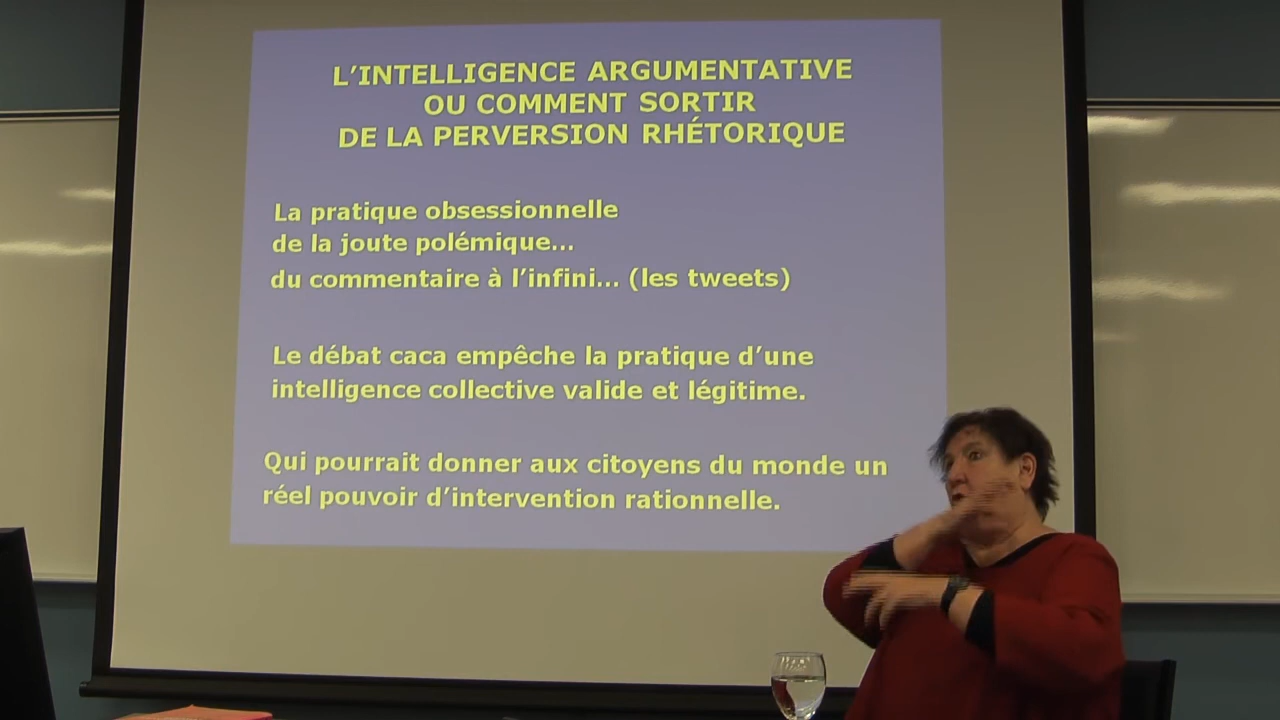 L'INTELLIGENCE ARGUMENTATIVE
OU COMMENT SORTIR
DE LA PERVERSION RHÉTORIQUE
La pratique obsessionnelle
de la joute polémique...
du commentaire à l'infini... (les tweets)
Le débat caca empêche la pratique d'une
intelligence collective valide et légitime.
Qui pourrait donner aux citoyens du monde un
réel pouvoir d'intervention rationnelle.